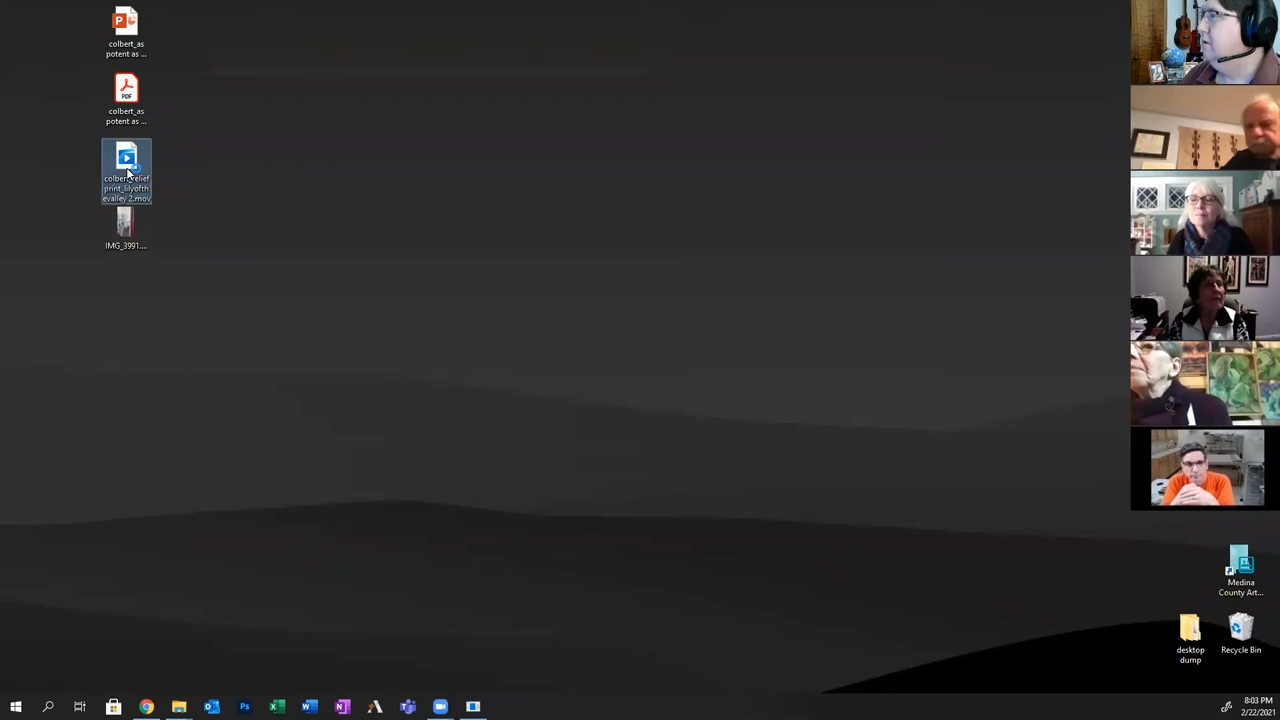 P
colbert_as
potent as ...
PDF
colbert_as
potent as ...
colbert_relief
print_lilyofth
evalley 2.mov
IMG_3991....
Medina
County Art...
desktop
dump
Recycle Bin
8:03 PM
2/22/2021